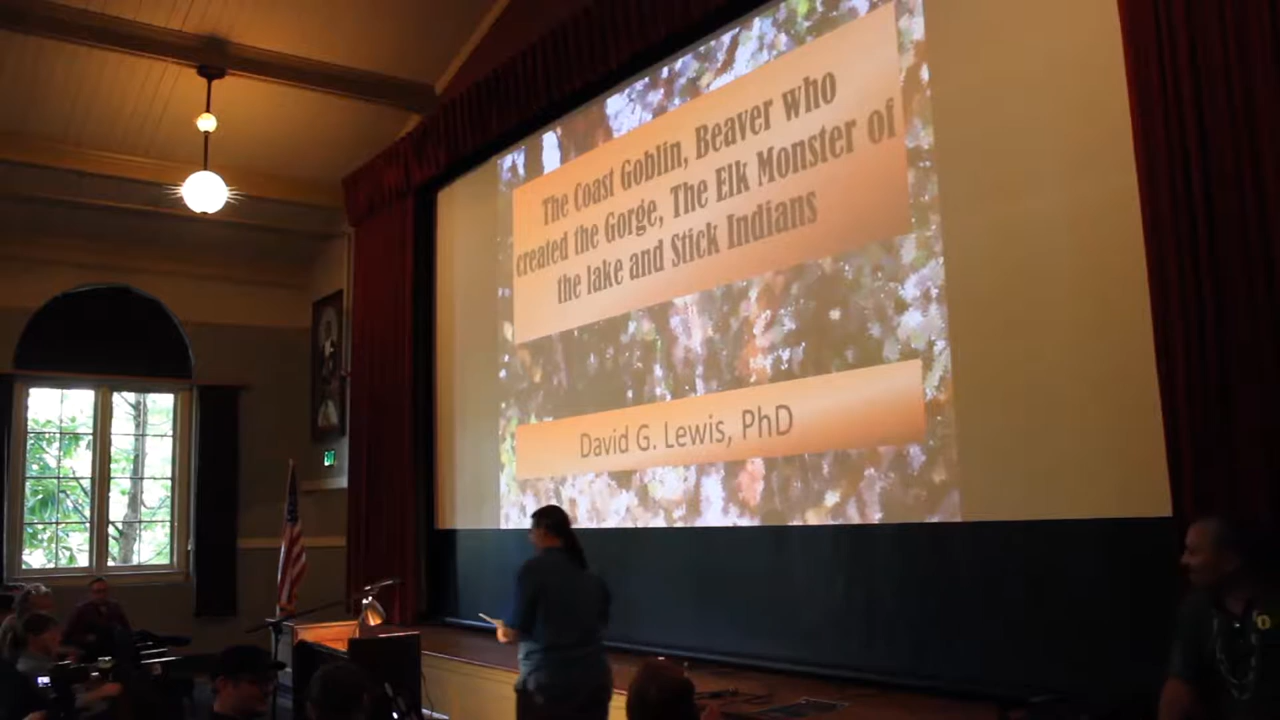 The Coast Goblin, Beaver who
created the Gorge, The Elk Monster of
the lake and Stick Indians
David G. Lewis, PhD